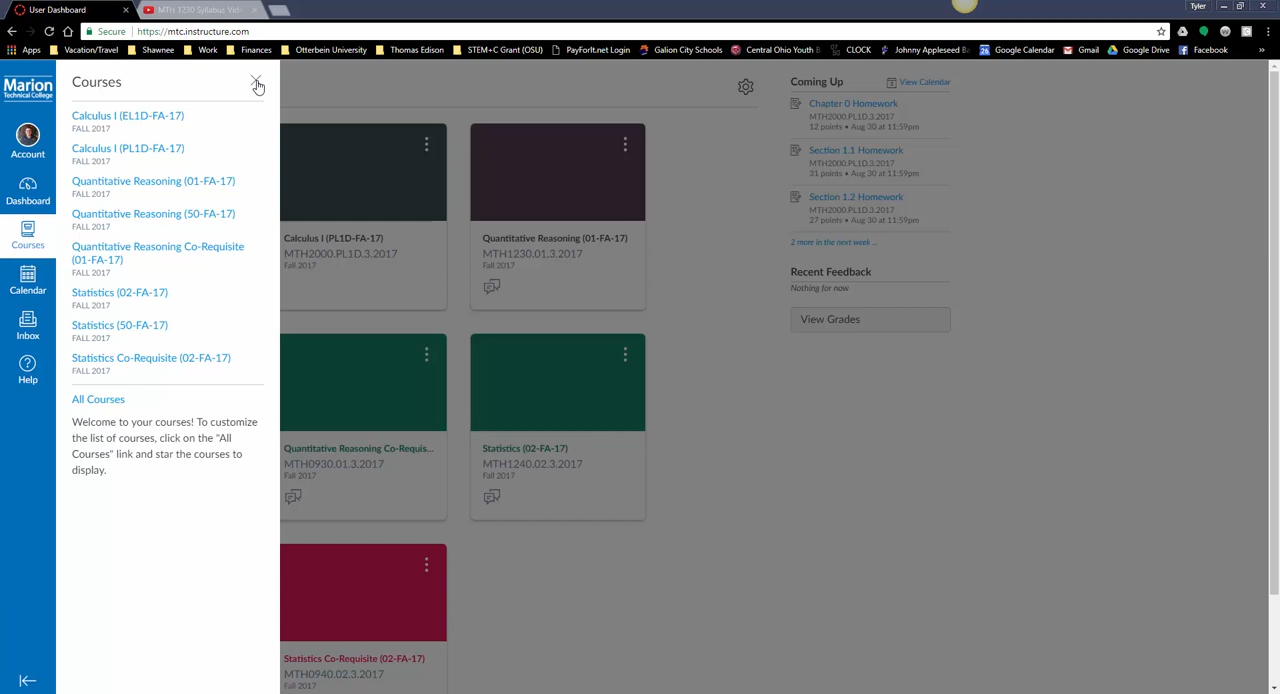 User Dashboard
MTH 1230 Syllabus Vid
Tyler
Secure
https://mtc.instructure.com
Apps
Vacation/Travel
Shawnee
Work
Finances
Otterbein University
Thomas Edison
STEM+C Grant (OSU)
PayForIt.net Login
Galion City Schools
Central Ohio Youth B
CLOCK
Johnny Appleseed Ba
Google Calendar
Gmail
Google Drive
Facebook
Marion
Technical College
Account
Dashboard
Courses
Calendar
Inbox
Help
Courses
Calculus I (EL1D-FA-17)
FALL 2017
Calculus I (PL1D-FA-17)
FALL 2017
Quantitative Reasoning (01-FA-17)
FALL 2017
Quantitative Reasoning (50-FA-17)
FALL 2017
Quantitative Reasoning Co-Requisite
(01-FA-17)
FALL 2017
Statistics (02-FA-17)
FALL 2017
Statistics (50-FA-17)
FALL 2017
Statistics Co-Requisite (02-FA-17)
FALL 2017
All Courses
Welcome to your courses! To customize
the list of courses, click on the "All
Courses" link and star the courses to
display.
Calculus I (PL1D-FA-17)
MTH2000.PL1D.3.2017
Fall 2017
Quantitative Reasoning (01-FA-17)
MTH1230.01.3.2017
Fall 2017
Quantitative Reasoning Co-Requis...
MTH0930.01.3.2017
Fall 2017
Statistics (02-FA-17)
MTH1240.02.3.2017
Fall 2017
Statistics Co-Requisite (02-FA-17)
MTH0940.02.3.2017
Fall 2017
Coming Up
View Calendar
Chapter 0 Homework
MTH2000.PL1D.3.2017
12 points • Aug 30 at 11:59pm
Section 1.1 Homework
MTH2000.PL1D.3.2017
31 points • Aug 30 at 11:59pm
Section 1.2 Homework
MTH2000.PL1D.3.2017
27 points • Aug 30 at 11:59pm
2 more in the next week ...
Recent Feedback
Nothing for now
View Grades